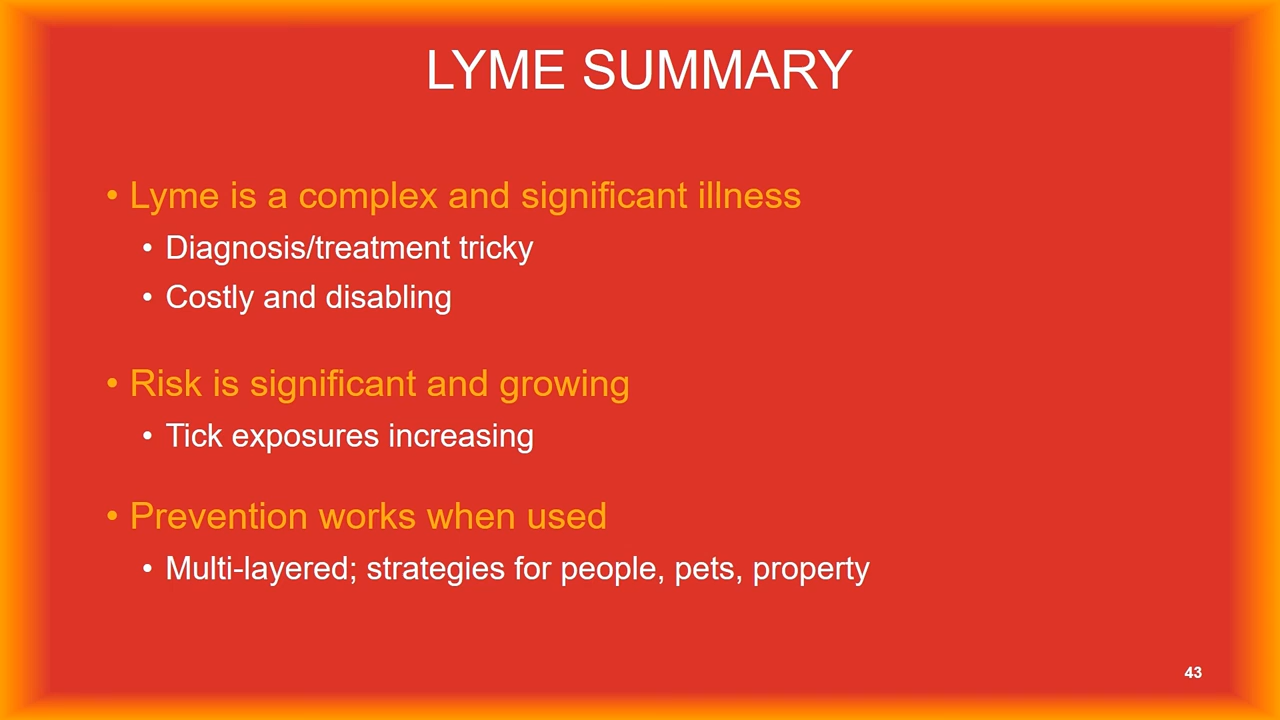 LYME SUMMARY
• Lyme is a complex and significant illness
• Diagnosis/treatment tricky
• Costly and disabling
• Risk is significant and growing
• Tick exposures increasing
• Prevention works when used
• Multi-layered; strategies for people, pets, property
43